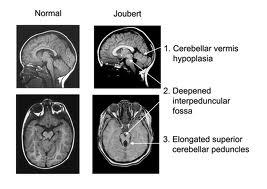 Normal
Joubert
1. Cerebellar vermis
hypoplasia
2. Deepened
interpeduncular
fossa
3. Elongated superior
cerebellar peduncles